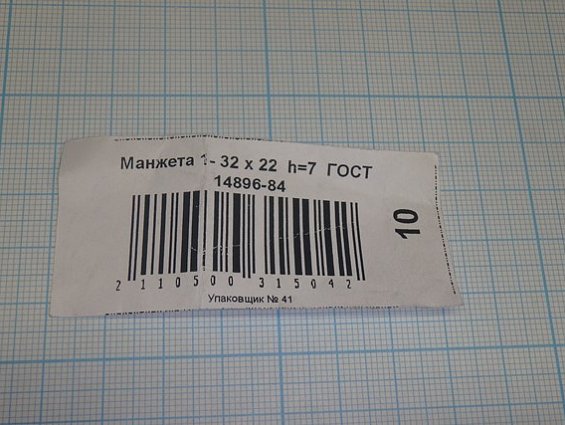 Манжета 1- 32 х 22 h=7 ГОСТ
14896-84
10
2 110500 315042
Упаковщик № 41